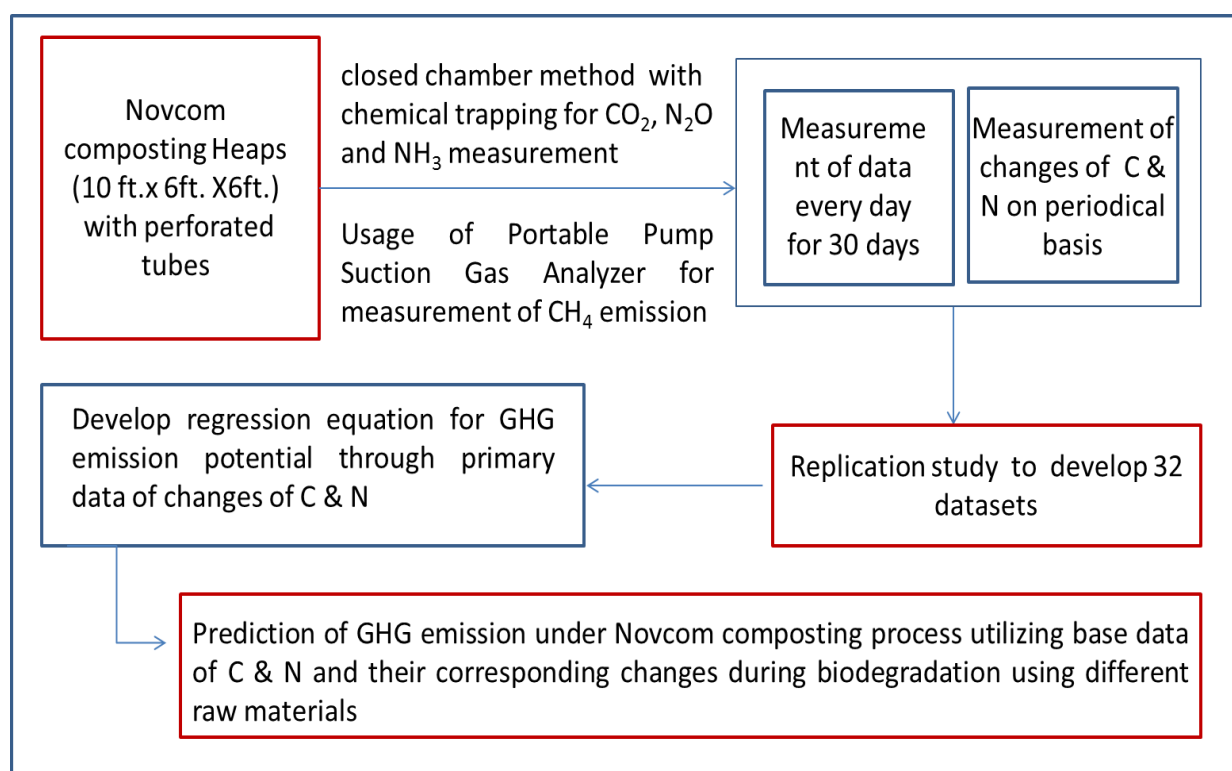 Novcom
composting Heaps
(10 ft.x 6ft. X6ft.)
with perforated
tubes
closed chamber method with
chemical trapping for CO₂, N₂O
and NH₃ measurement
Usage of Portable Pump
Suction Gas Analyzer for
measurement of CH₄ emission
Measureme
nt of data
every day
for 30 days
Measurement of
changes of C &
N on periodical
basis
Replication study to develop 32
datasets
Develop regression equation for GHG
emission potential through primary
data of changes of C & N
Prediction of GHG emission under Novcom composting process utilizing base data
of C & N and their corresponding changes during biodegradation using different
raw materials